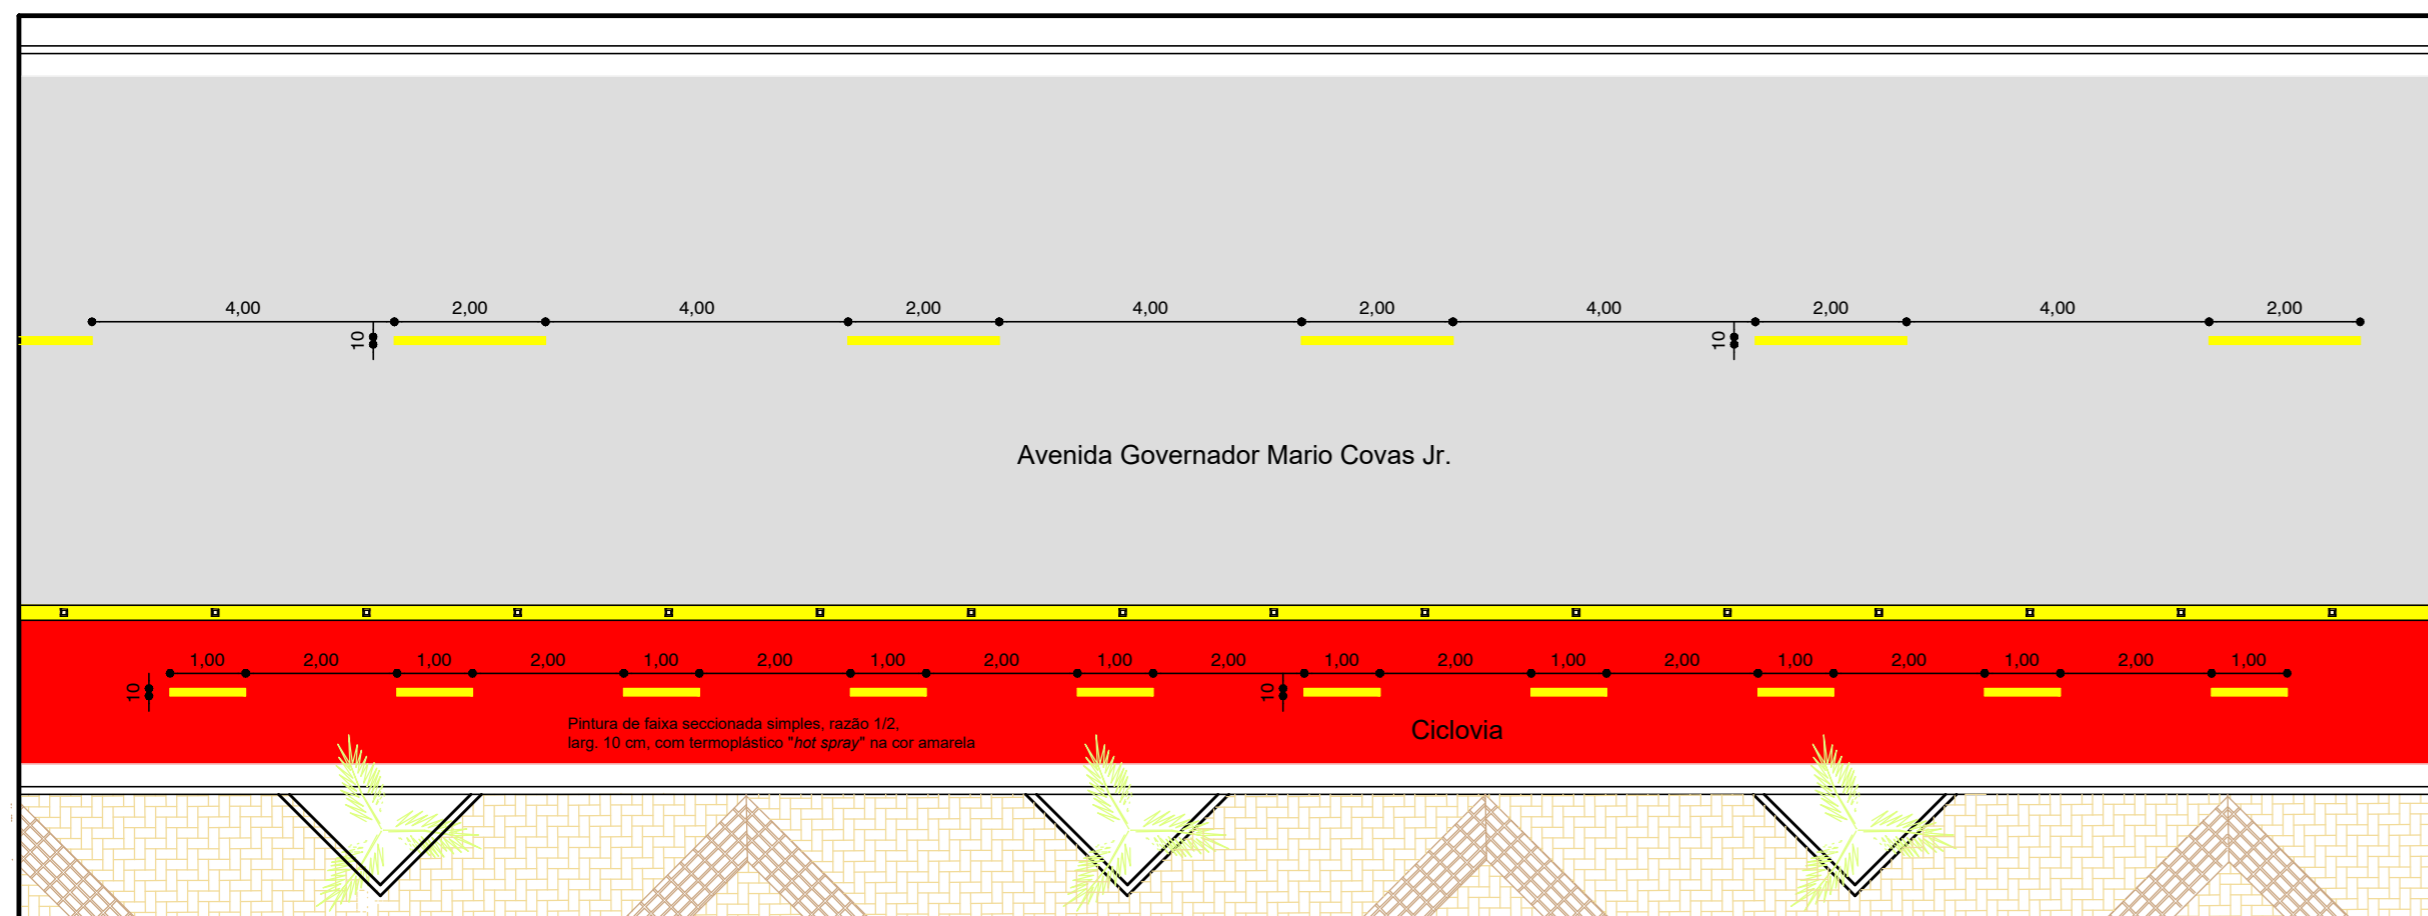 4,00 2,00 4,00 2,00 4,00 2,00 4,00 2,00 4,00 2,00
10 10
Avenida Governador Mario Covas Jr.
1,00 2,00 1,00 2,00 1,00 2,00 1,00 2,00 1,00 2,00 1,00 2,00 1,00 2,00 1,00 2,00 1,00 2,00 1,00
10 10
Pintura de faixa seccionada simples, razão 1/2,
larg. 10 cm, com termoplástico "hot spray" na cor amarela
Ciclovia